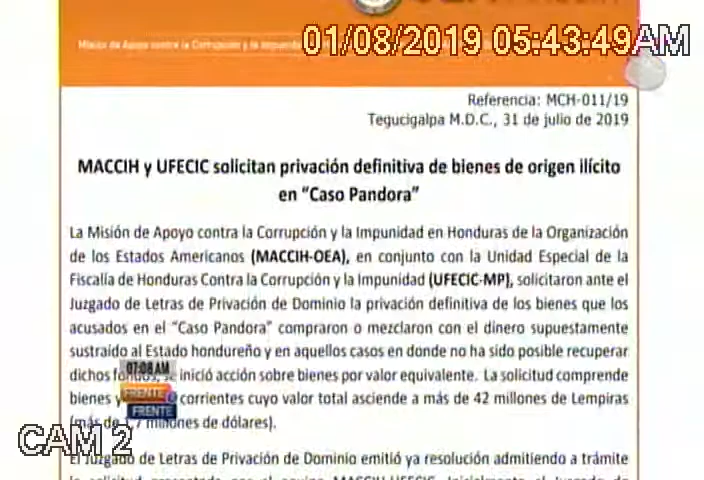 01/08/2019 05:43:49AM
Misión de Apoyo contra la Corrupción y la Impunidad
Referencia: MCH-011/19
Tegucigalpa M.D.C., 31 de julio de 2019
MACCIH y UFECIC solicitan privación definitiva de bienes de origen ilícito
en “Caso Pandora”
La Misión de Apoyo contra la Corrupción y la Impunidad en Honduras de la Organización
de los Estados Americanos (MACCIH-OEA), en conjunto con la Unidad Especial de la
Fiscalía de Honduras Contra la Corrupción y la Impunidad (UFECIC-MP), solicitaron ante el
Juzgado de Letras de Privación de Dominio la privación definitiva de los bienes que los
acusados en el “Caso Pandora” compraron o mezclaron con el dinero supuestamente
sustraído al Estado hondureño y en aquellos casos en donde no ha sido posible recuperar
dichos inició acción sobre bienes por valor equivalente. La solicitud comprende
07:08AM
bienes y corrientes cuyo valor total asciende a más de 42 millones de Lempiras
FRENTE
FRENTE
(más de 1,7 millones de dólares).
CAM 2
El Juzgado de Letras de Privación de Dominio emitió ya resolución admitiendo a trámite